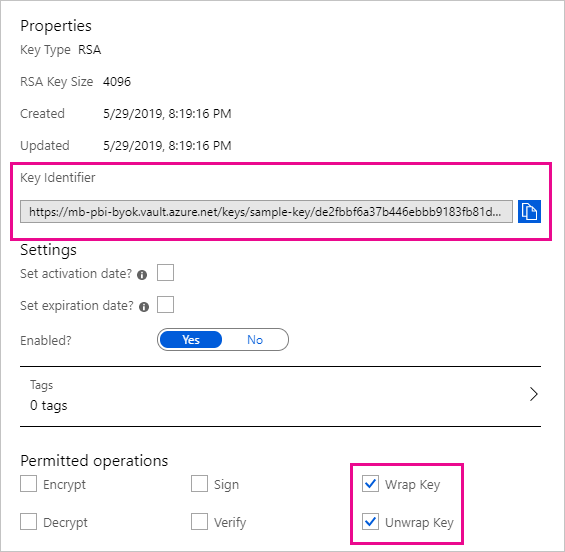 Properties
Key Type RSA
RSA Key Size 4096
Created 5/29/2019, 8:19:16 PM
Updated 5/29/2019, 8:19:16 PM
Key Identifier
https://mb-pbi-byok.vault.azure.net/keys/sample-key/de2fbbf6a37b446ebbb9183fb81d...
Settings
Set activation date?
Set expiration date?
Enabled? Yes No
Tags
0 tags
Permitted operations
Encrypt Sign Wrap Key
Decrypt Verify Unwrap Key